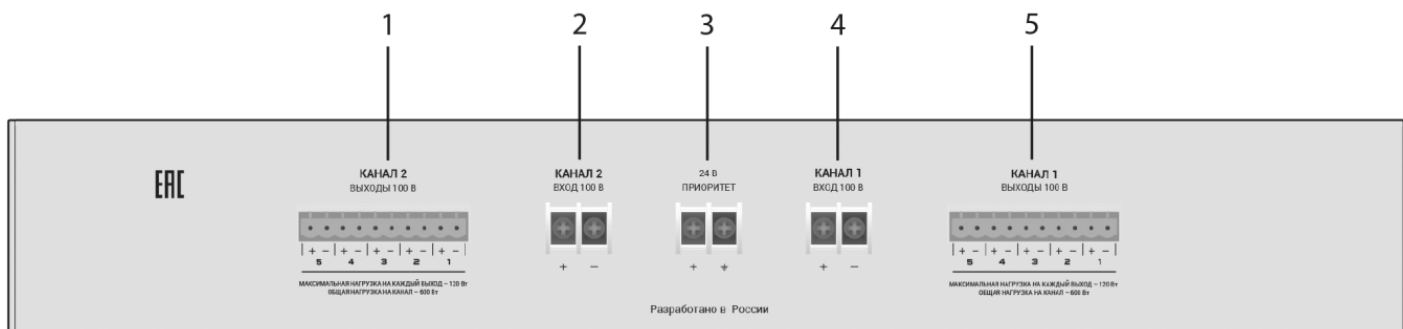 1 2 3 4 5
EAC
КАНАЛ 2
ВЫХОДЫ 100 В
+ − + − + − + − + −
5 4 3 2 1
МАКСИМАЛЬНАЯ НАГРУЗКА НА КАЖДЫЙ ВЫХОД – 120 Вт
ОБЩАЯ НАГРУЗКА НА КАНАЛ – 600 Вт
КАНАЛ 2
ВХОД 100 В
+ −
24 В
ПРИОРИТЕТ
+
КАНАЛ 1
ВХОД 100 В
+ −
КАНАЛ 1
ВЫХОДЫ 100 В
+ − + − + − + − + −
5 4 3 2 1
МАКСИМАЛЬНАЯ НАГРУЗКА НА КАЖДЫЙ ВЫХОД – 120 Вт
ОБЩАЯ НАГРУЗКА НА КАНАЛ – 600 Вт
Разработано в России